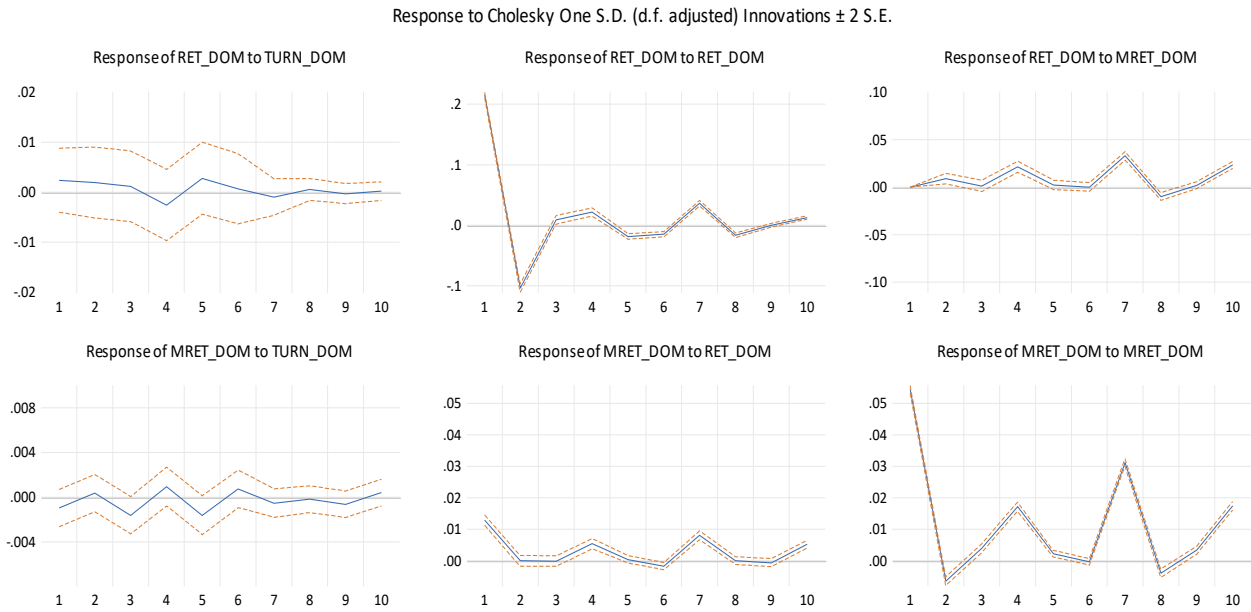 Response to Cholesky One S.D. (d.f. adjusted) Innovations ± 2 S.E.
Response of RET_DOM to TURN_DOM
.02
.01
.00
-.01
-.02
1 2 3 4 5 6 7 8 9 10
Response of RET_DOM to RET_DOM
.2
.1
.0
-.1
1 2 3 4 5 6 7 8 9 10
Response of RET_DOM to MRET_DOM
.10
.05
.00
-.05
-.10
1 2 3 4 5 6 7 8 9 10
Response of MRET_DOM to TURN_DOM
.008
.004
.000
-.004
1 2 3 4 5 6 7 8 9 10
Response of MRET_DOM to RET_DOM
.05
.04
.03
.02
.01
.00
1 2 3 4 5 6 7 8 9 10
Response of MRET_DOM to MRET_DOM
.05
.04
.03
.02
.01
.00
1 2 3 4 5 6 7 8 9 10